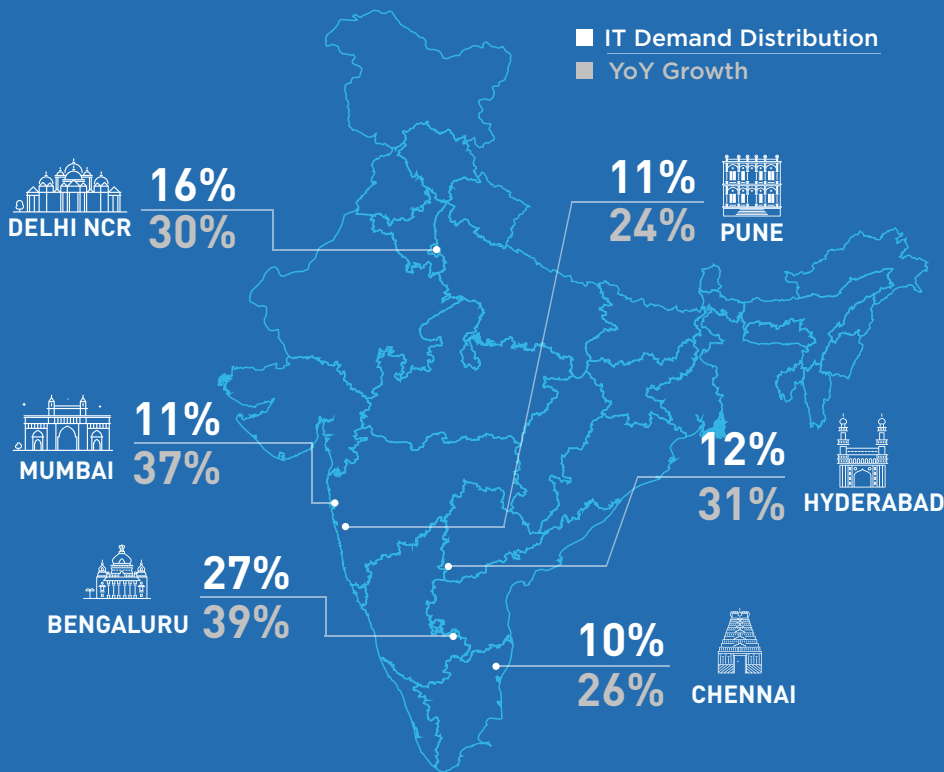 IT Demand Distribution
YoY Growth
16%
30%
DELHI NCR
11%
24%
PUNE
11%
37%
MUMBAI
12%
31%
HYDERABAD
27%
39%
BENGALURU
10%
26%
CHENNAI